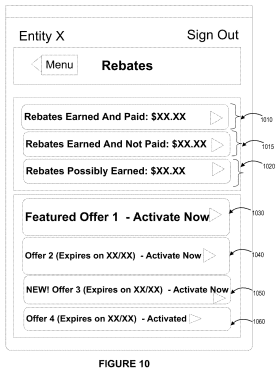 Entity X Sign Out
Menu Rebates
Rebates Earned And Paid: $XX.XX 1010
Rebates Earned And Not Paid: $XX.XX 1015
Rebates Possibly Earned: $XX.XX 1020
Featured Offer 1 - Activate Now 1030
Offer 2 (Expires on XX/XX) - Activate Now 1040
NEW! Offer 3 (Expires on XX/XX) - Activate Now 1050
Offer 4 (Expires on XX/XX) - Activated 1060
FIGURE 10